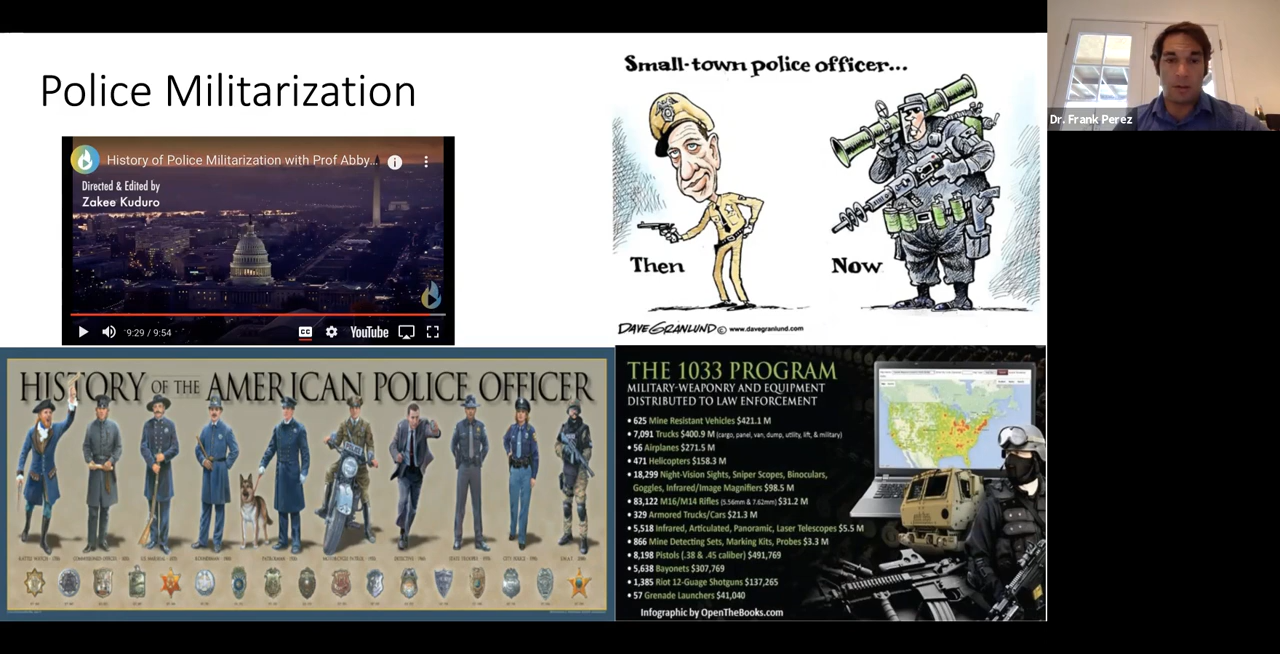 Police Militarization
History of Police Militarization with Prof Abby...
Directed & Edited by
Zakee Kuduro
9:29 / 9:54
CC
YouTube
Small-town police officer...
Then
Now
DAVE GRANLUND © www.davegranlund.com
Dr. Frank Perez
HISTORY OF THE AMERICAN POLICE OFFICER
POLICE
THE 1033 PROGRAM
MILITARY-WEAPONRY AND EQUIPMENT
DISTRIBUTED TO LAW ENFORCEMENT
• 625 Mine Resistant Vehicles $421.1 M
• 7,091 Trucks $400.9 M (cargo, panel, van, dump, utility, lift, & military)
• 56 Airplanes $271.5 M
• 471 Helicopters $158.3 M
• 18,299 Night-Vision Sights, Sniper Scopes, Binoculars,
Goggles, Infrared/Image Magnifiers $98.5 M
• 83,122 M16/M14 Rifles (5.56mm & 7.62mm) $31.2 M
• 329 Armored Trucks/Cars $21.3 M
• 5,518 Infrared, Articulated, Panoramic, Laser Telescopes $5.5 M
• 866 Mine Detecting Sets, Marking Kits, Probes $3.3 M
• 8,198 Pistols (.38 & .45 caliber) $491,769
• 5,638 Bayonets $307,769
• 1,385 Riot 12-Guage Shotguns $137,265
• 57 Grenade Launchers $41,040
Infographic by OpenTheBooks.com